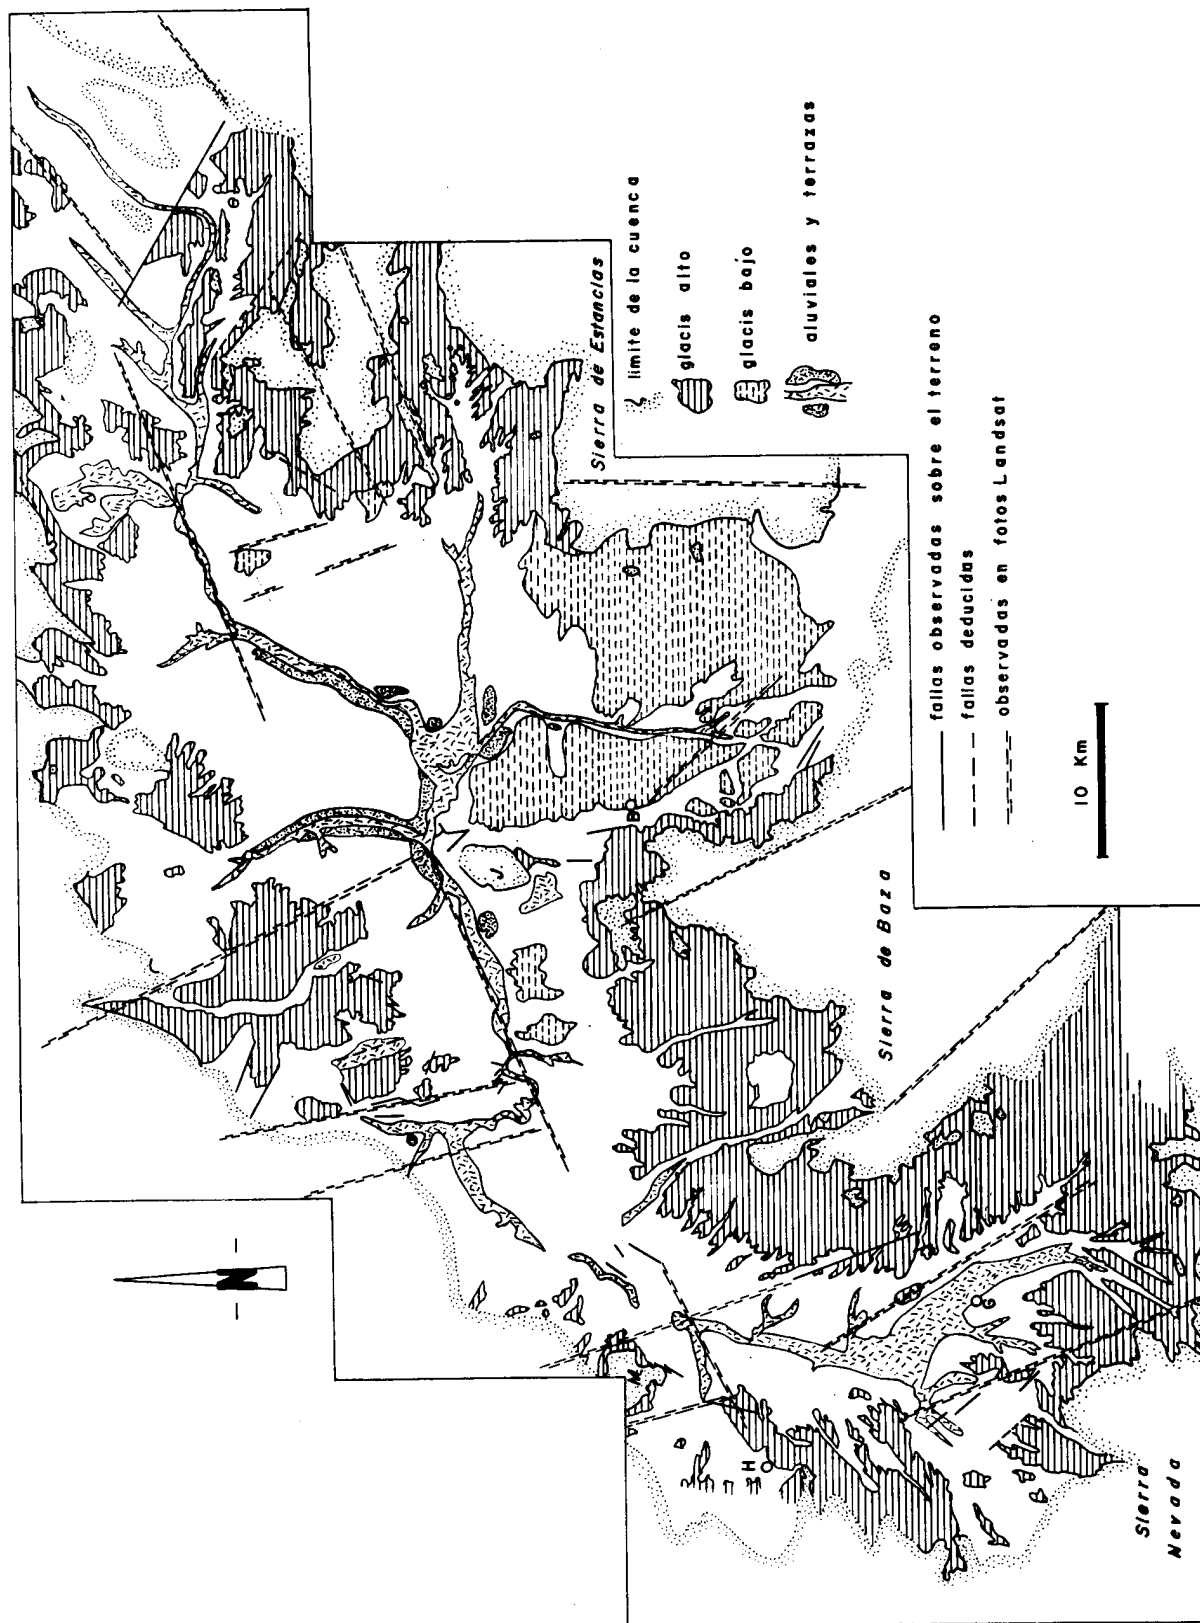 Sierra de Estancias
limite de la cuenca
glacis alto
glacis bajo
aluviales y terrazas
fallas observadas sobre el terreno
fallas deducidas
observadas en fotos Landsat
10 Km
Sierra de Baza
Sierra
Nevada
N
B
J.
M.
H
G